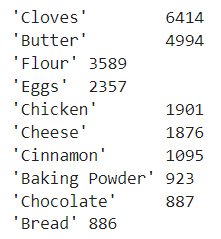 'Cloves' 6414
'Butter' 4994
'Flour' 3589
'Eggs' 2357
'Chicken' 1901
'Cheese' 1876
'Cinnamon' 1095
'Baking Powder' 923
'Chocolate' 887
'Bread' 886